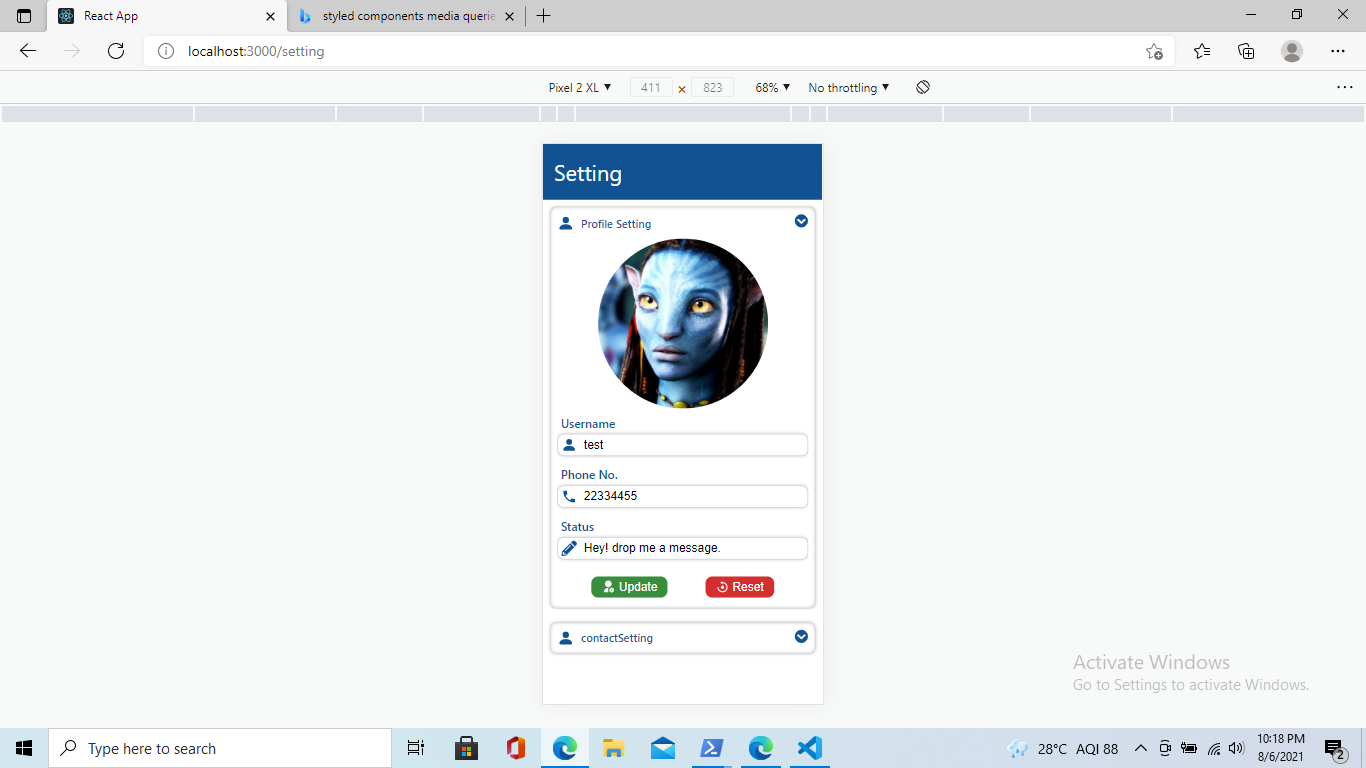 React App
styled components media querie
localhost:3000/setting
Pixel 2 XL ▼ 411 × 823 68% ▼ No throttling ▼
Setting
Profile Setting
Username
test
Phone No.
22334455
Status
Hey! drop me a message.
Update Reset
contactSetting
Activate Windows
Go to Settings to activate Windows.
Type here to search
28°C AQI 88
10:18 PM
8/6/2021
2